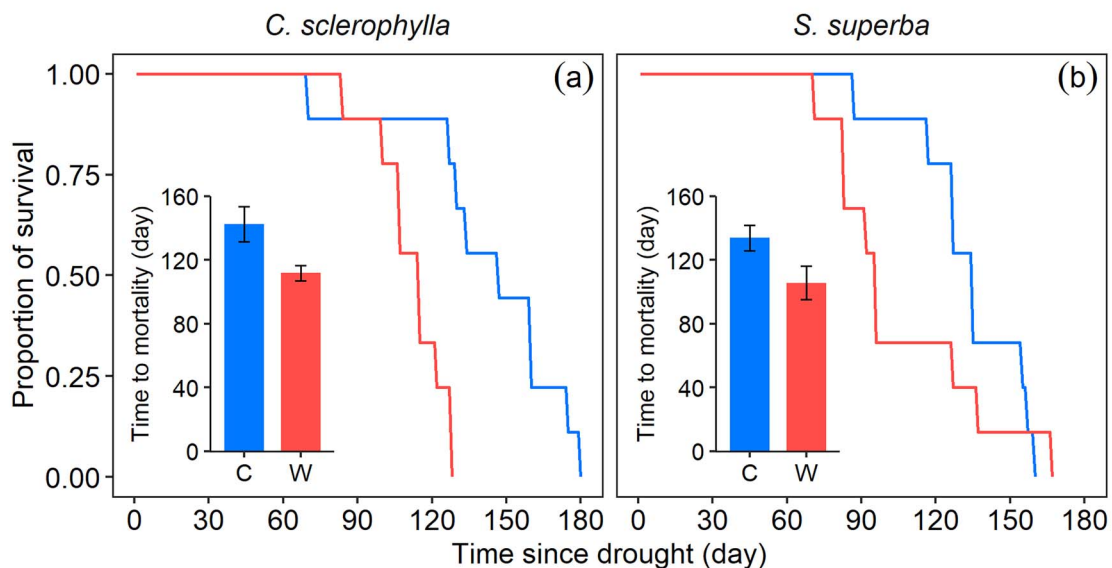 C. sclerophylla
S. superba
Proportion of survival
1.00
0.75
0.50
0.25
0.00
(a)
Time to mortality (day)
160
120
80
40
0
C W
0 30 60 90 120 150 180
(b)
Time to mortality (day)
160
120
80
40
0
C W
0 30 60 90 120 150 180
Time since drought (day)